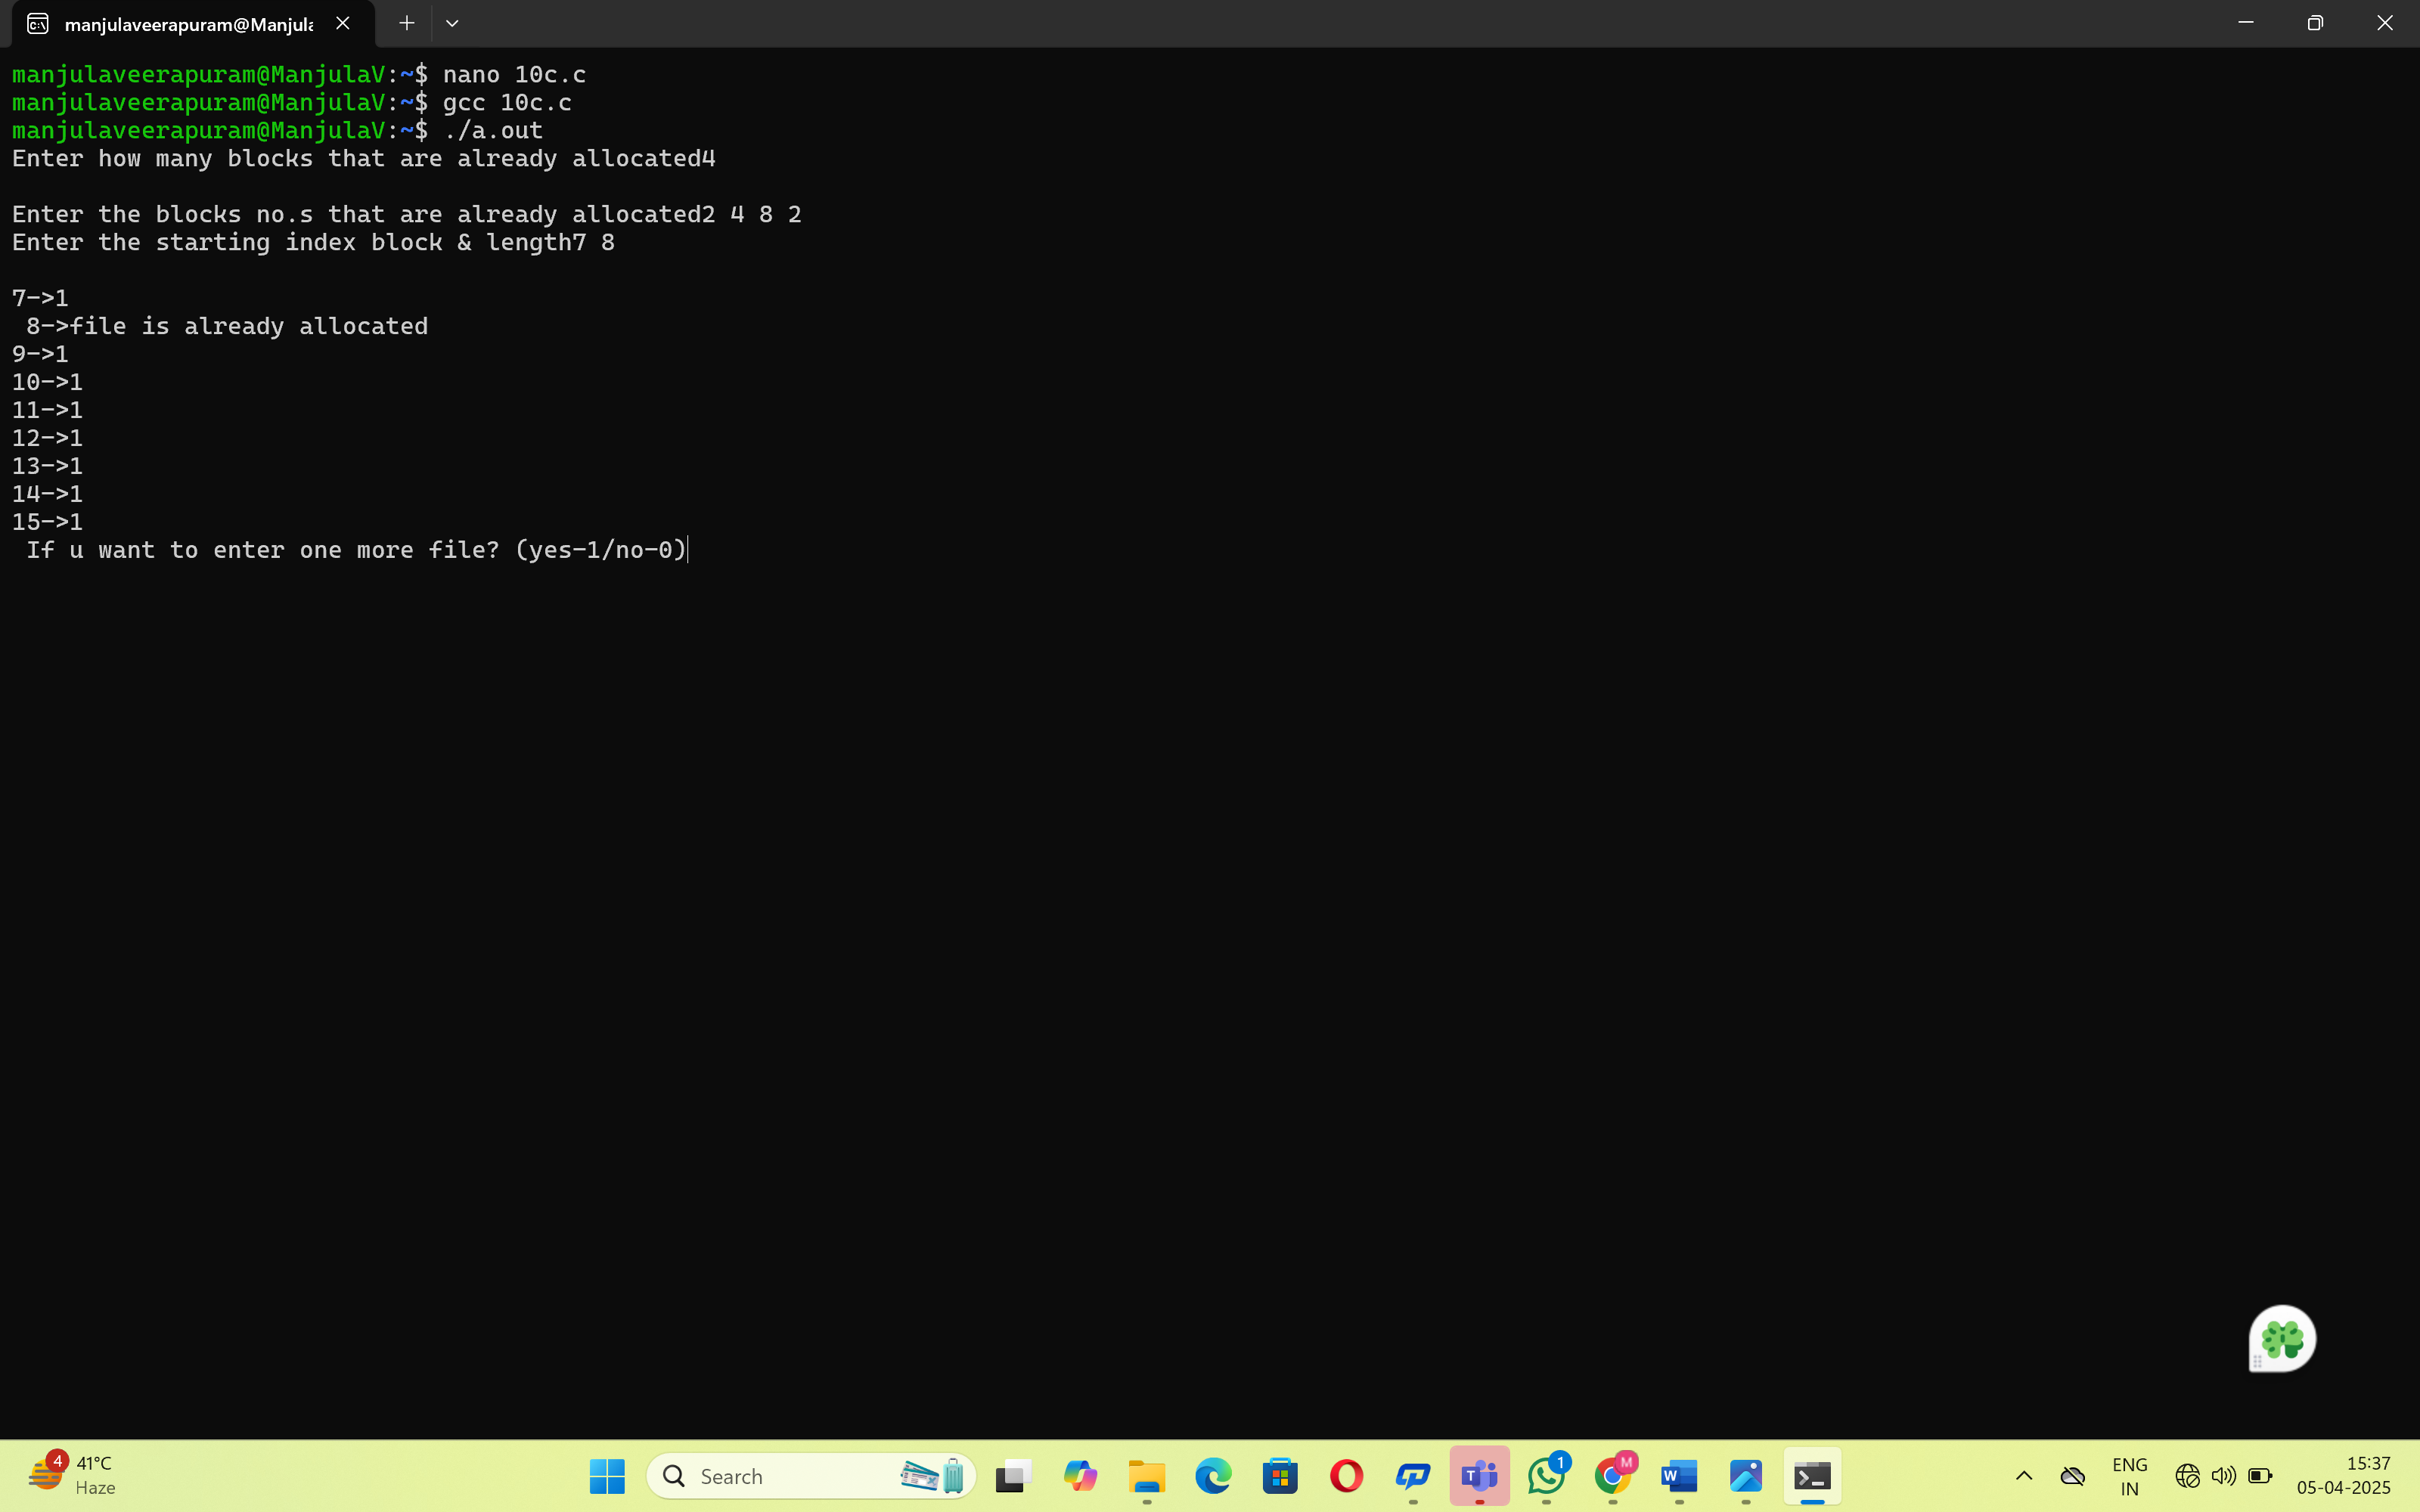 manjulaveerapuram@Manjula
manjulaveerapuram@ManjulaV:~$ nano 10c.c
manjulaveerapuram@ManjulaV:~$ gcc 10c.c
manjulaveerapuram@ManjulaV:~$ ./a.out
Enter how many blocks that are already allocated4
Enter the blocks no.s that are already allocated2 4 8 2
Enter the starting index block & length7 8
7->1
8->file is already allocated
9->1
10->1
11->1
12->1
13->1
14->1
15->1
If u want to enter one more file? (yes-1/no-0)
4
41°C
Haze
Search
T
1
M
W
ENG
IN
15:37
05-04-2025